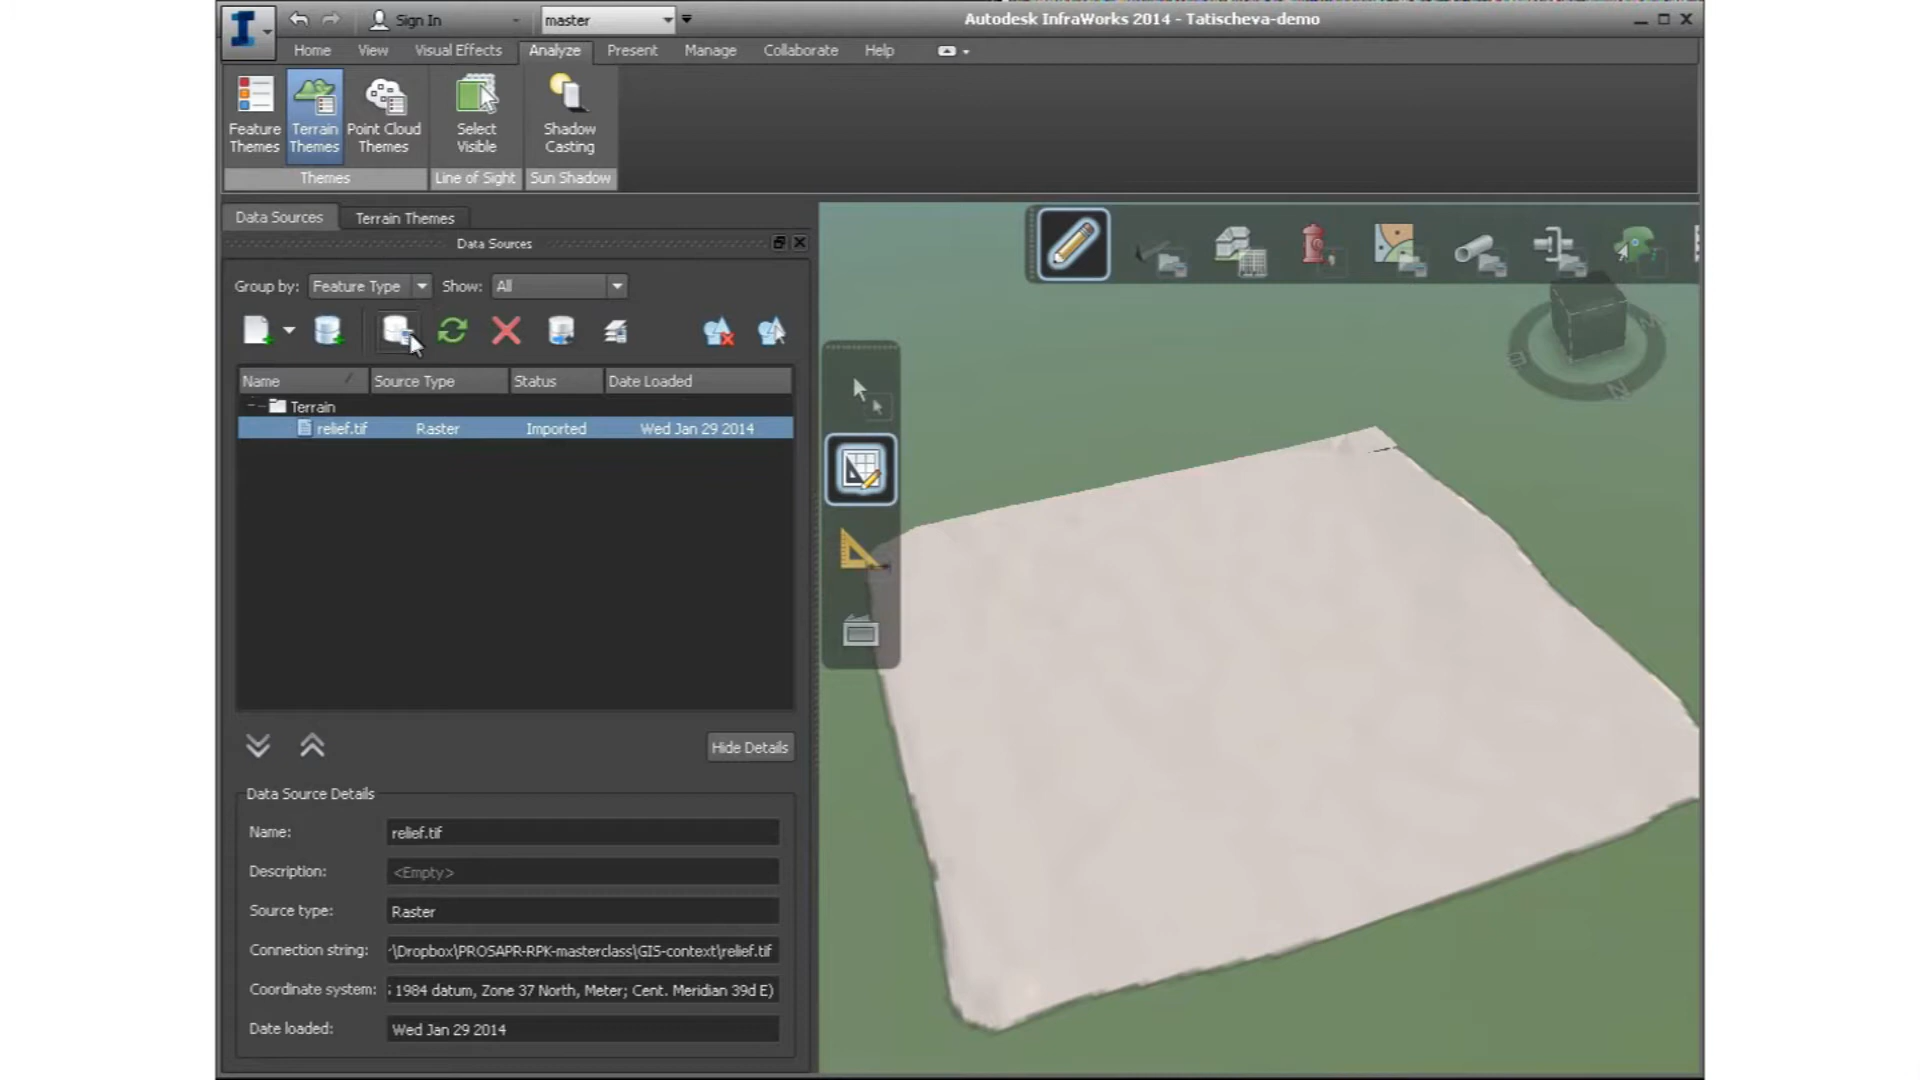 Sign In
master
Autodesk InfraWorks 2014 - Tatischeva-demo
Home View Visual Effects Analyze Present Manage Collaborate Help
Feature Themes
Terrain Themes
Point Cloud Themes
Select Visible
Shadow Casting
Themes
Line of Sight
Sun Shadow
Data Sources
Terrain Themes
Data Sources
Group by: Feature Type Show: All
Name Source Type Status Date Loaded
Terrain
relief.tif Raster Imported Wed Jan 29 2014
Hide Details
Data Source Details
Name: relief.tif
Description: <Empty>
Source type: Raster
Connection string: \Dropbox\PROSAPR-RPK-masterclass\GIS-context\relief.tif
Coordinate system: 1984 datum, Zone 37 North, Meter; Cent. Meridian 39d E)
Date loaded: Wed Jan 29 2014
N